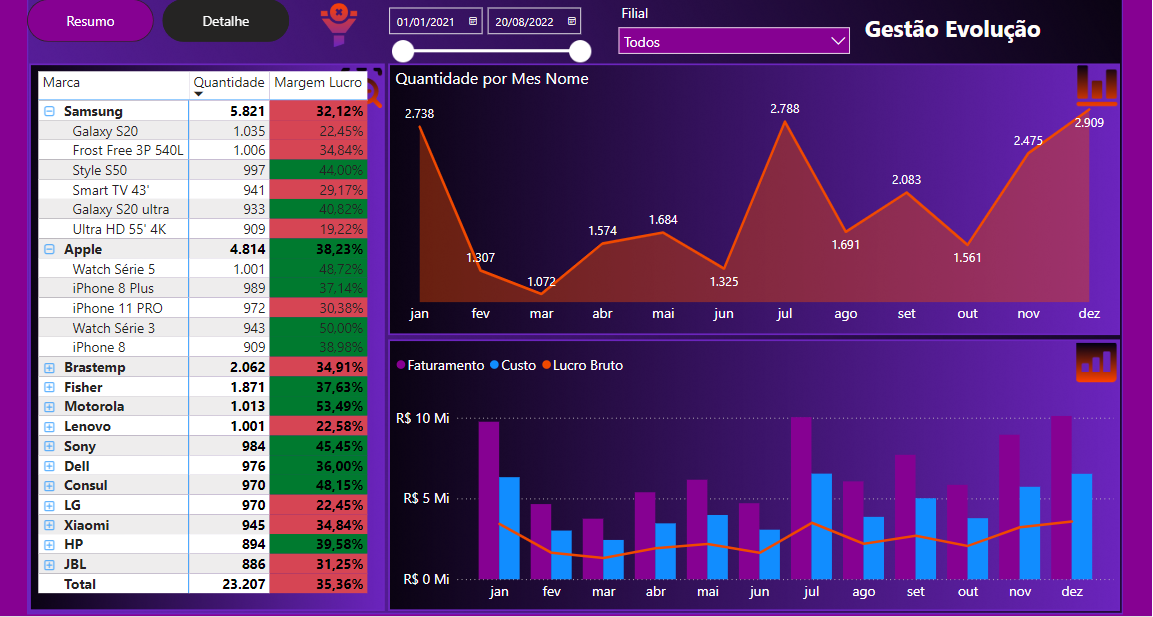 Resumo
Detalhe
01/01/2021
20/08/2022
Filial
Todos
Gestão Evolução
Marca Quantidade Margem Lucro
Samsung 5.821 32,12%
Galaxy S20 1.035 22,45%
Frost Free 3P 540L 1.006 34,84%
Style S50 997 44,00%
Smart TV 43' 941 29,17%
Galaxy S20 ultra 933 40,82%
Ultra HD 55' 4K 909 19,22%
Apple 4.814 38,23%
Watch Série 5 1.001 48,72%
iPhone 8 Plus 989 37,14%
iPhone 11 PRO 972 30,38%
Watch Série 3 943 50,00%
iPhone 8 909 38,98%
Brastemp 2.062 34,91%
Fisher 1.871 37,63%
Motorola 1.013 53,49%
Lenovo 1.001 22,58%
Sony 984 45,45%
Dell 976 36,00%
Consul 970 48,15%
LG 970 22,45%
Xiaomi 945 34,84%
HP 894 39,58%
JBL 886 31,25%
Total 23.207 35,36%
Quantidade por Mes Nome
2.738 1.307 1.072 1.574 1.684 1.325 2.788 1.691 2.083 1.561 2.475 2.909
jan fev mar abr mai jun jul ago set out nov dez
Faturamento Custo Lucro Bruto
R$ 10 Mi
R$ 5 Mi
R$ 0 Mi
jan fev mar abr mai jun jul ago set out nov dez